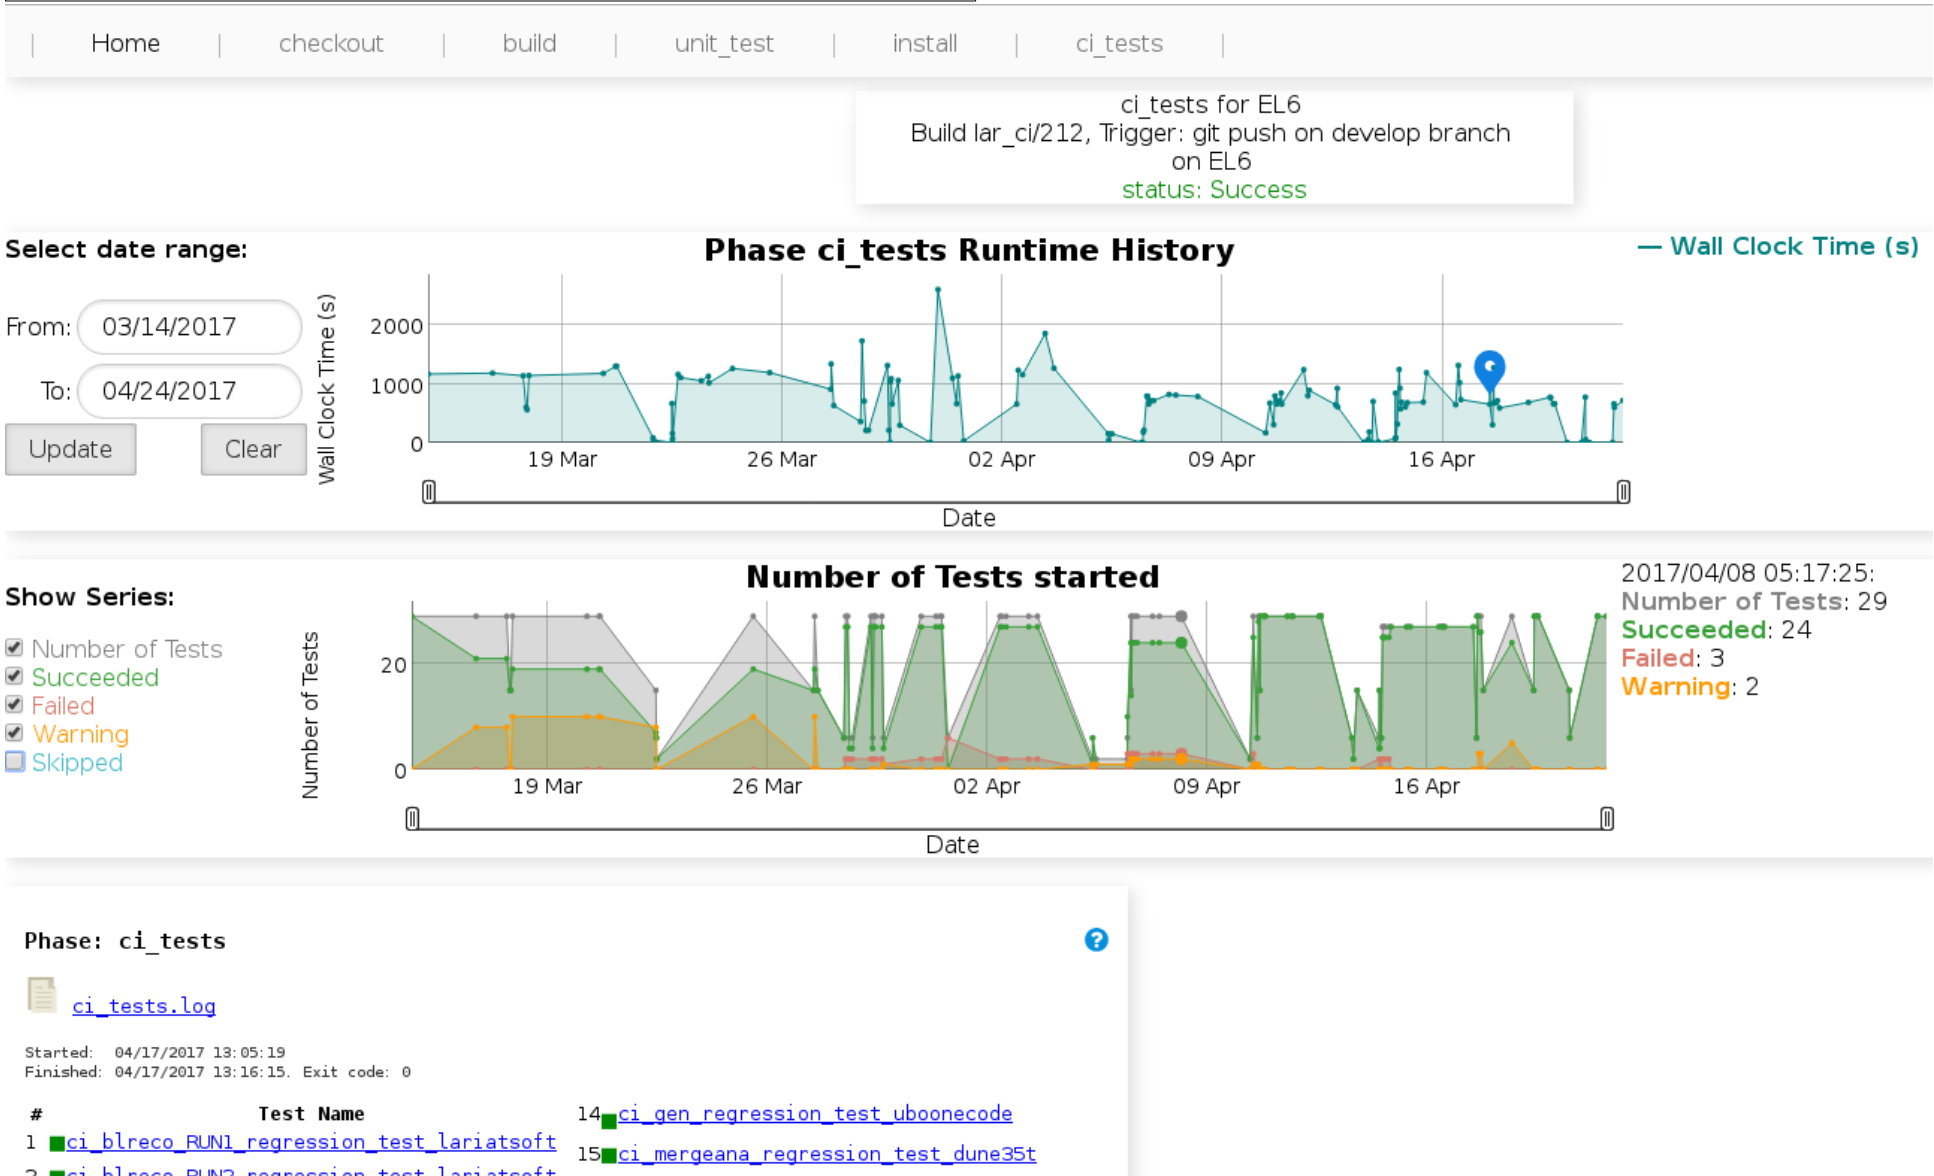 | Home | checkout | build | unit_test | install | ci_tests |
ci_tests for EL6
Build lar_ci/212, Trigger: git push on develop branch
on EL6
status: Success
Select date range:
From: 03/14/2017
To: 04/24/2017
Update Clear
Phase ci_tests Runtime History
— Wall Clock Time (s)
Wall Clock Time (s)
2000
1000
0
19 Mar 26 Mar 02 Apr 09 Apr 16 Apr
Date
Show Series:
Number of Tests
Succeeded
Failed
Warning
Skipped
Number of Tests started
Number of Tests
20
0
19 Mar 26 Mar 02 Apr 09 Apr 16 Apr
Date
2017/04/08 05:17:25:
Number of Tests: 29
Succeeded: 24
Failed: 3
Warning: 2
Phase: ci_tests
?
ci_tests.log
Started: 04/17/2017 13:05:19
Finished: 04/17/2017 13:16:15. Exit code: 0
# Test Name
1 ci_blreco_RUN1_regression_test_lariatsoft
2 ci_blreco_RUN2_regression_test_lariatsoft
14 ci_gen_regression_test_uboonecode
15 ci_mergeana_regression_test_dune35t